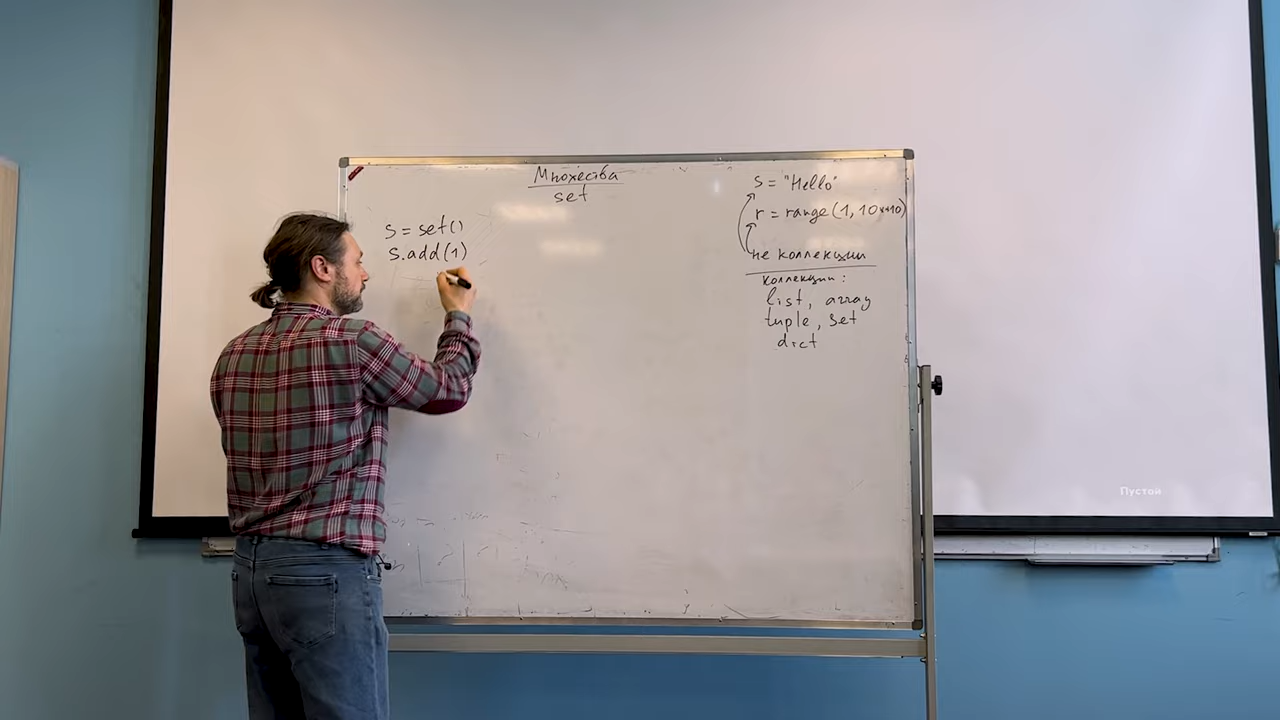 Множества
set
s = set()
s.add(1)
s = "Hello"
r = range(1, 10**10)
не коллекции
коллекции:
list, array
tuple, set
dict
Пустой